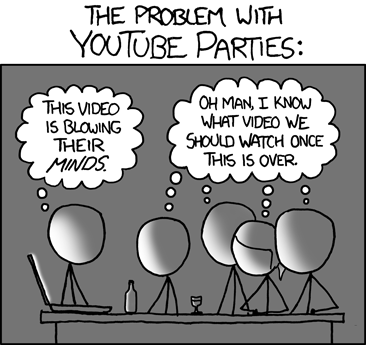 THE PROBLEM WITH
YOUTUBE PARTIES:
THIS VIDEO
IS BLOWING
THEIR
MINDS.
OH MAN, I KNOW
WHAT VIDEO WE
SHOULD WATCH ONCE
THIS IS OVER.